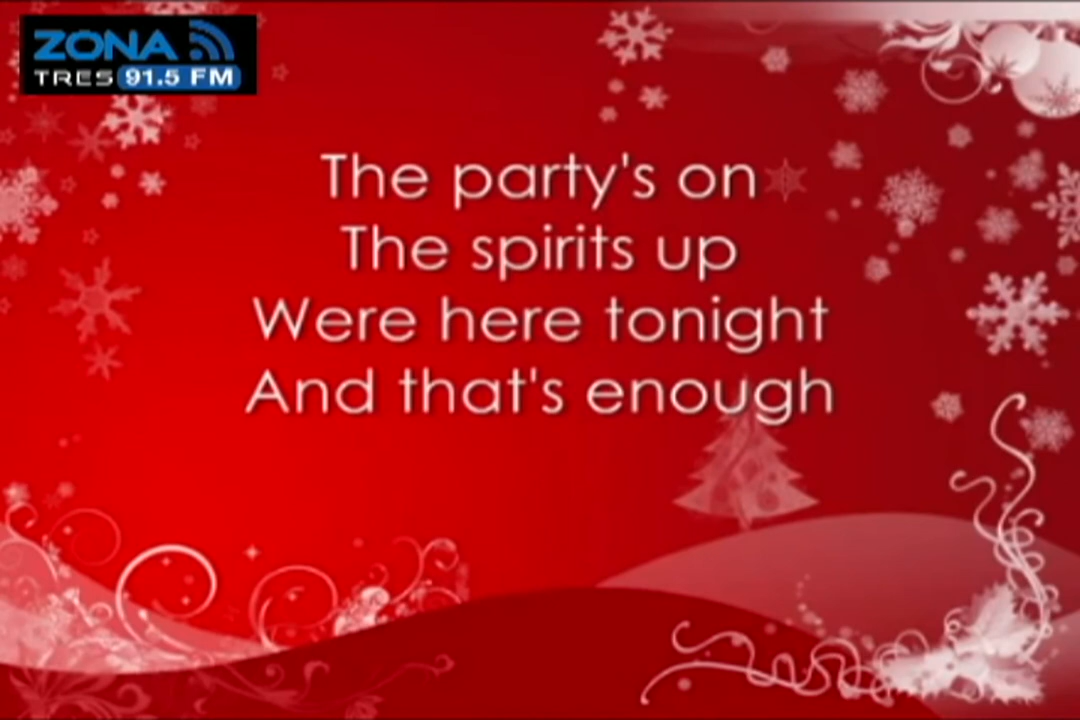 ZONA
TRES 91.5 FM
The party's on
The spirits up
Were here tonight
And that's enough